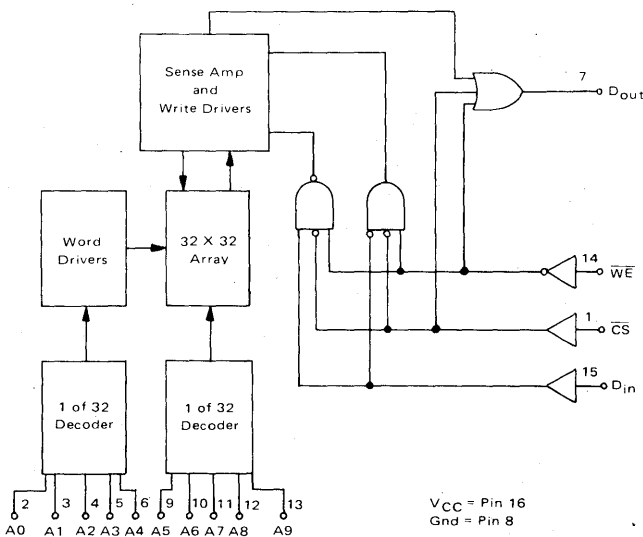 Sense Amp
and
Write Drivers
7
Dout
Word
Drivers
32 X 32
Array
14
WE
1
CS
15
Din
1 of 32
Decoder
1 of 32
Decoder
2 3 4 5 6 9 10 11 12 13
A0 A1 A2 A3 A4 A5 A6 A7 A8 A9
VCC = Pin 16
Gnd = Pin 8